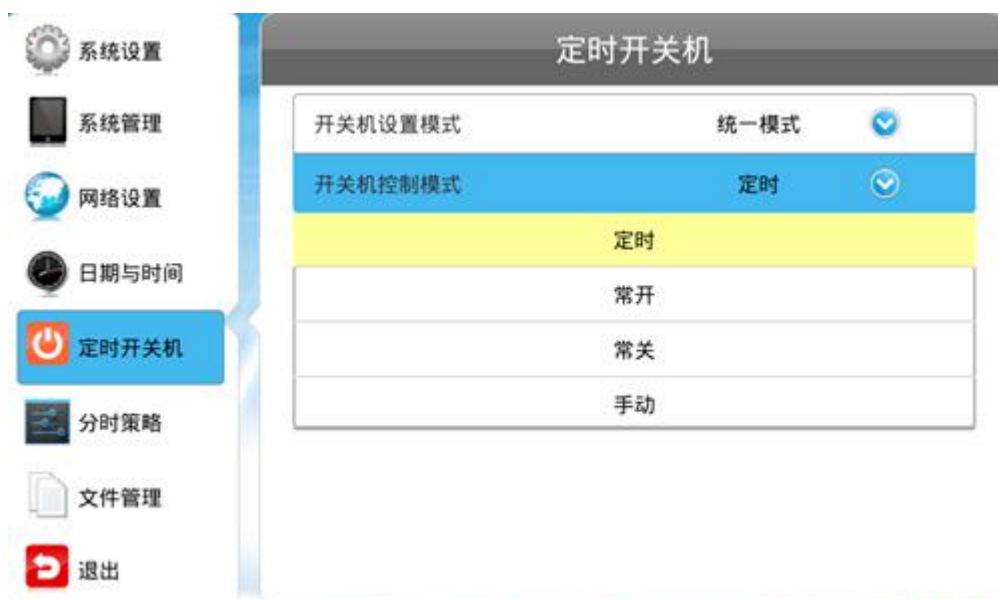 系统设置
系统管理
网络设置
日期与时间
定时开关机
分时策略
文件管理
退出
定时开关机
开关机设置模式 统一模式
开关机控制模式 定时
定时
常开
常关
手动